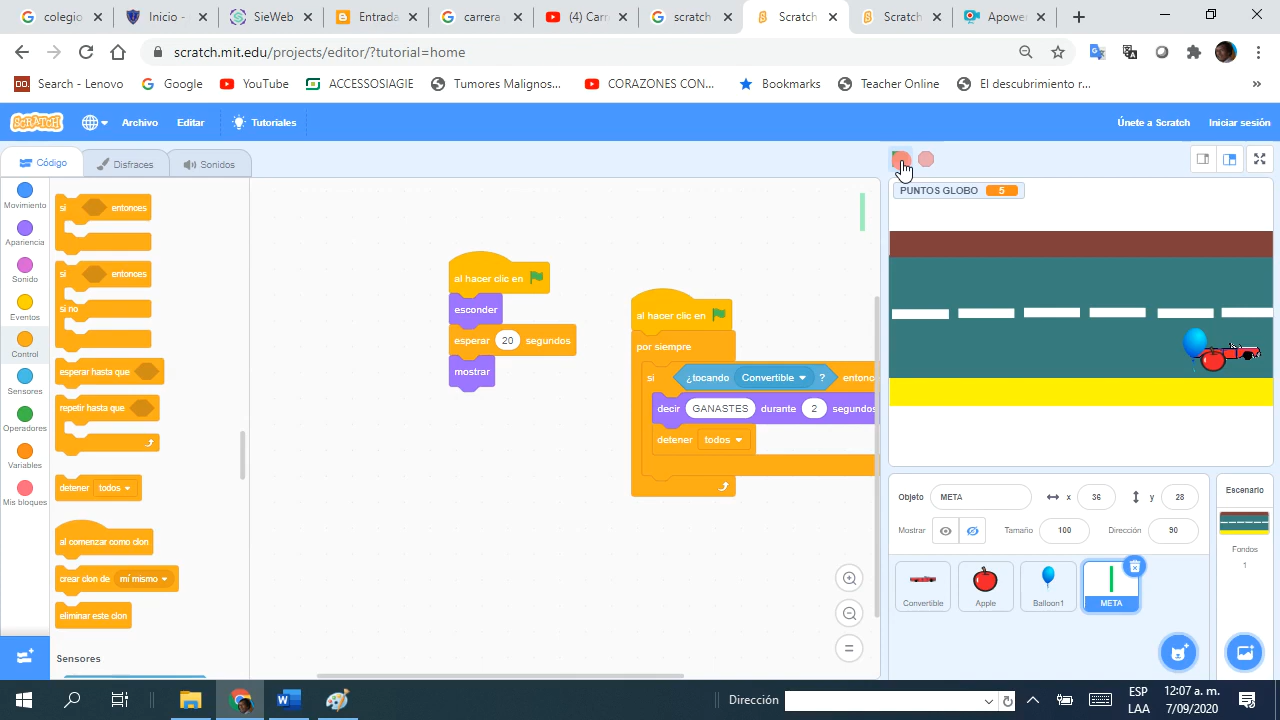 colegio
Inicio -
SieWeb
Entrada
carrera
(4) Carr
scratch
Scratch
Scratch
Apower
scratch.mit.edu/projects/editor/?tutorial=home
DO.
Search - Lenovo
Google
YouTube
ACCESSOSIAGIE
Tumores Malignos...
CORAZONES CON...
Bookmarks
Teacher Online
El descubrimiento r...
»
SCRATCH
Archivo
Editar
Tutoriales
Únete a Scratch
Iniciar sesión
Código
Disfraces
Sonidos
Movimiento
Apariencia
Sonido
Eventos
Control
Sensores
Operadores
Variables
Mis bloques
si entonces
si entonces
si no
esperar hasta que
repetir hasta que
detener todos
al comenzar como clon
crear clon de mí mismo
eliminar este clon
Sensores
al hacer clic en
esconder
esperar 20 segundos
mostrar
al hacer clic en
por siempre
si ¿tocando Convertible ? entonc
decir GANASTES durante 2 segundos
detener todos
PUNTOS GLOBO 5
Objeto META x 36 y 28
Mostrar Tamaño 100 Dirección 90
Convertible
Apple
Balloon1
META
Escenario
Fondos
1
Dirección
ESP
LAA
12:07 a. m.
7/09/2020